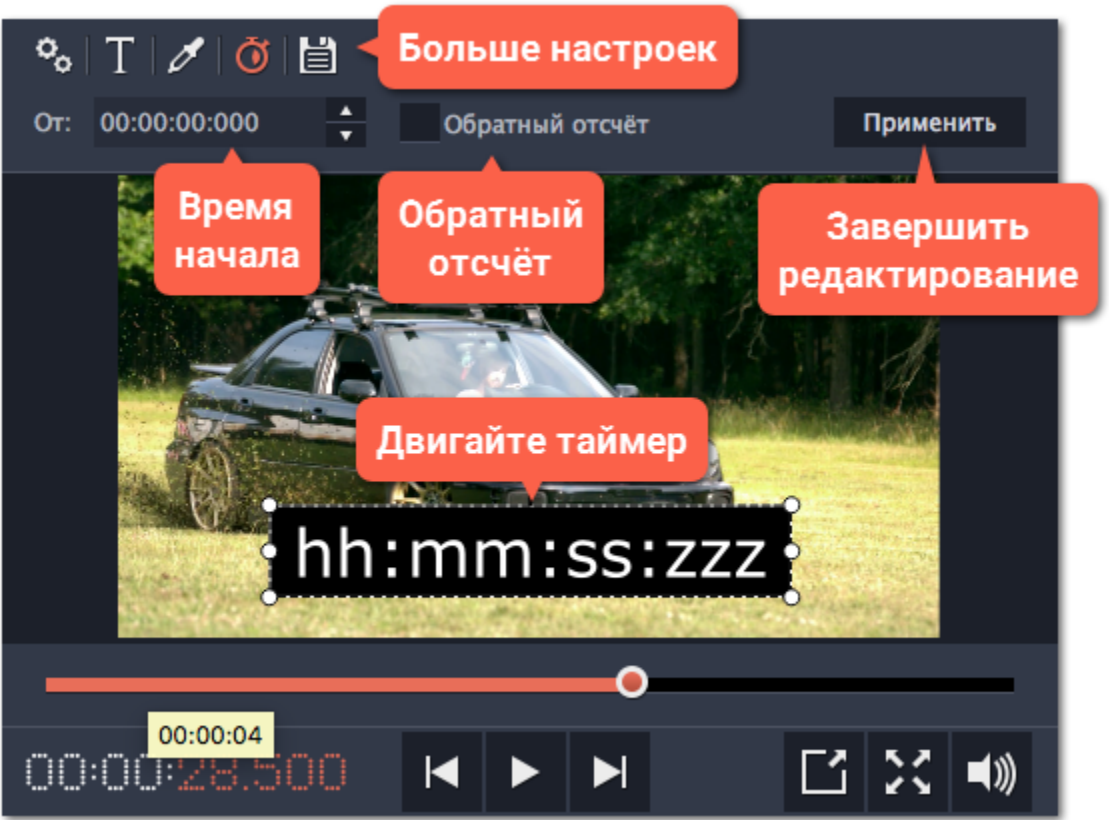 T
Больше настроек
От: 00:00:00:000
Обратный отсчёт
Применить
Время
начала
Обратный
отсчёт
Завершить
редактирование
Двигайте таймер
hh:mm:ss:zzz
00:00:04
00:00:28.500